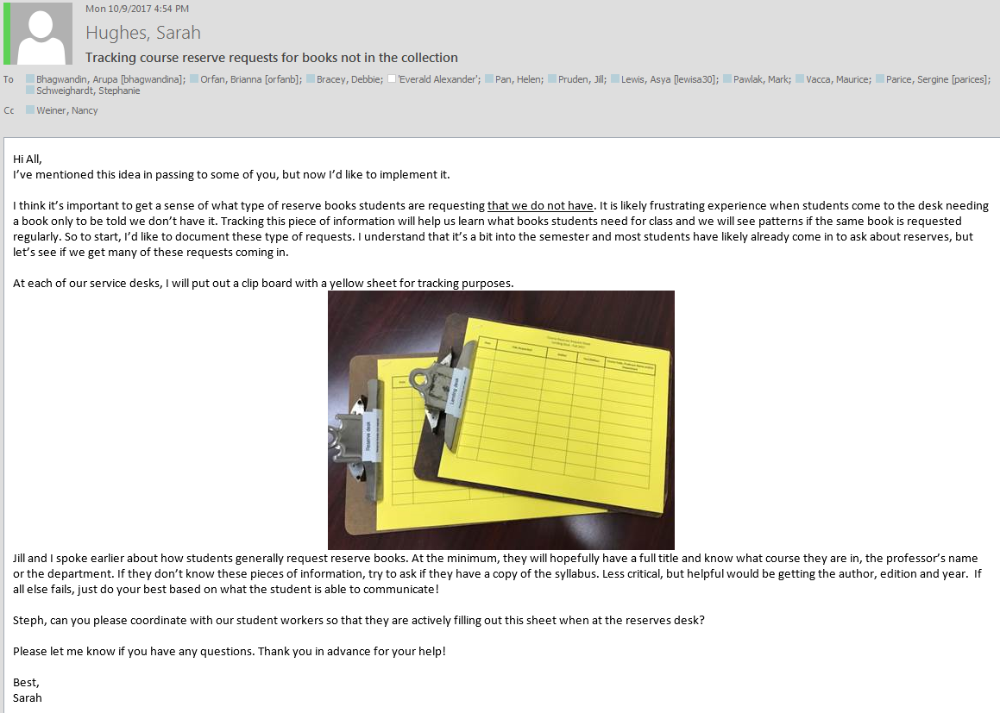 Mon 10/9/2017 4:54 PM
Hughes, Sarah
Tracking course reserve requests for books not in the collection
To Bhagwandin, Arupa [bhagwandina]; Orfan, Brianna [orfanb]; Bracey, Debbie; 'Everald Alexander'; Pan, Helen; Pruden, Jill; Lewis, Asya [lewisa30]; Pawlak, Mark; Vacca, Maurice; Parice, Sergine [parices];
Schweighardt, Stephanie
Cc Weiner, Nancy
Hi All,
I've mentioned this idea in passing to some of you, but now I'd like to implement it.
I think it's important to get a sense of what type of reserve books students are requesting that we do not have. It is likely frustrating experience when students come to the desk needing
a book only to be told we don't have it. Tracking this piece of information will help us learn what books students need for class and we will see patterns if the same book is requested
regularly. So to start, I'd like to document these type of requests. I understand that it's a bit into the semester and most students have likely already come in to ask about reserves, but
let's see if we get many of these requests coming in.
At each of our service desks, I will put out a clip board with a yellow sheet for tracking purposes.
Lending desk
Reserve desk
Jill and I spoke earlier about how students generally request reserve books. At the minimum, they will hopefully have a full title and know what course they are in, the professor's name
or the department. If they don't know these pieces of information, try to ask if they have a copy of the syllabus. Less critical, but helpful would be getting the author, edition and year. If
all else fails, just do your best based on what the student is able to communicate!
Steph, can you please coordinate with our student workers so that they are actively filling out this sheet when at the reserves desk?
Please let me know if you have any questions. Thank you in advance for your help!
Best,
Sarah